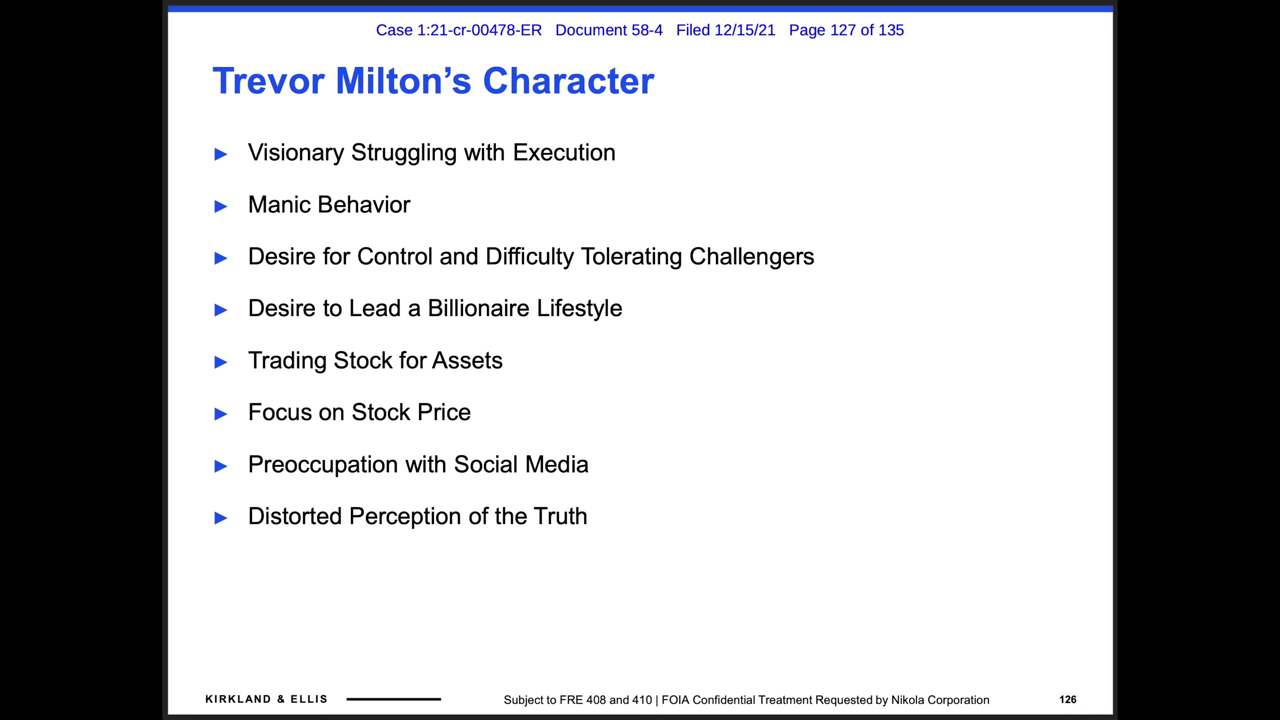 Case 1:21-cr-00478-ER Document 58-4 Filed 12/15/21 Page 127 of 135
Trevor Milton’s Character
► Visionary Struggling with Execution
► Manic Behavior
► Desire for Control and Difficulty Tolerating Challengers
► Desire to Lead a Billionaire Lifestyle
► Trading Stock for Assets
► Focus on Stock Price
► Preoccupation with Social Media
► Distorted Perception of the Truth
KIRKLAND & ELLIS Subject to FRE 408 and 410 | FOIA Confidential Treatment Requested by Nikola Corporation 126